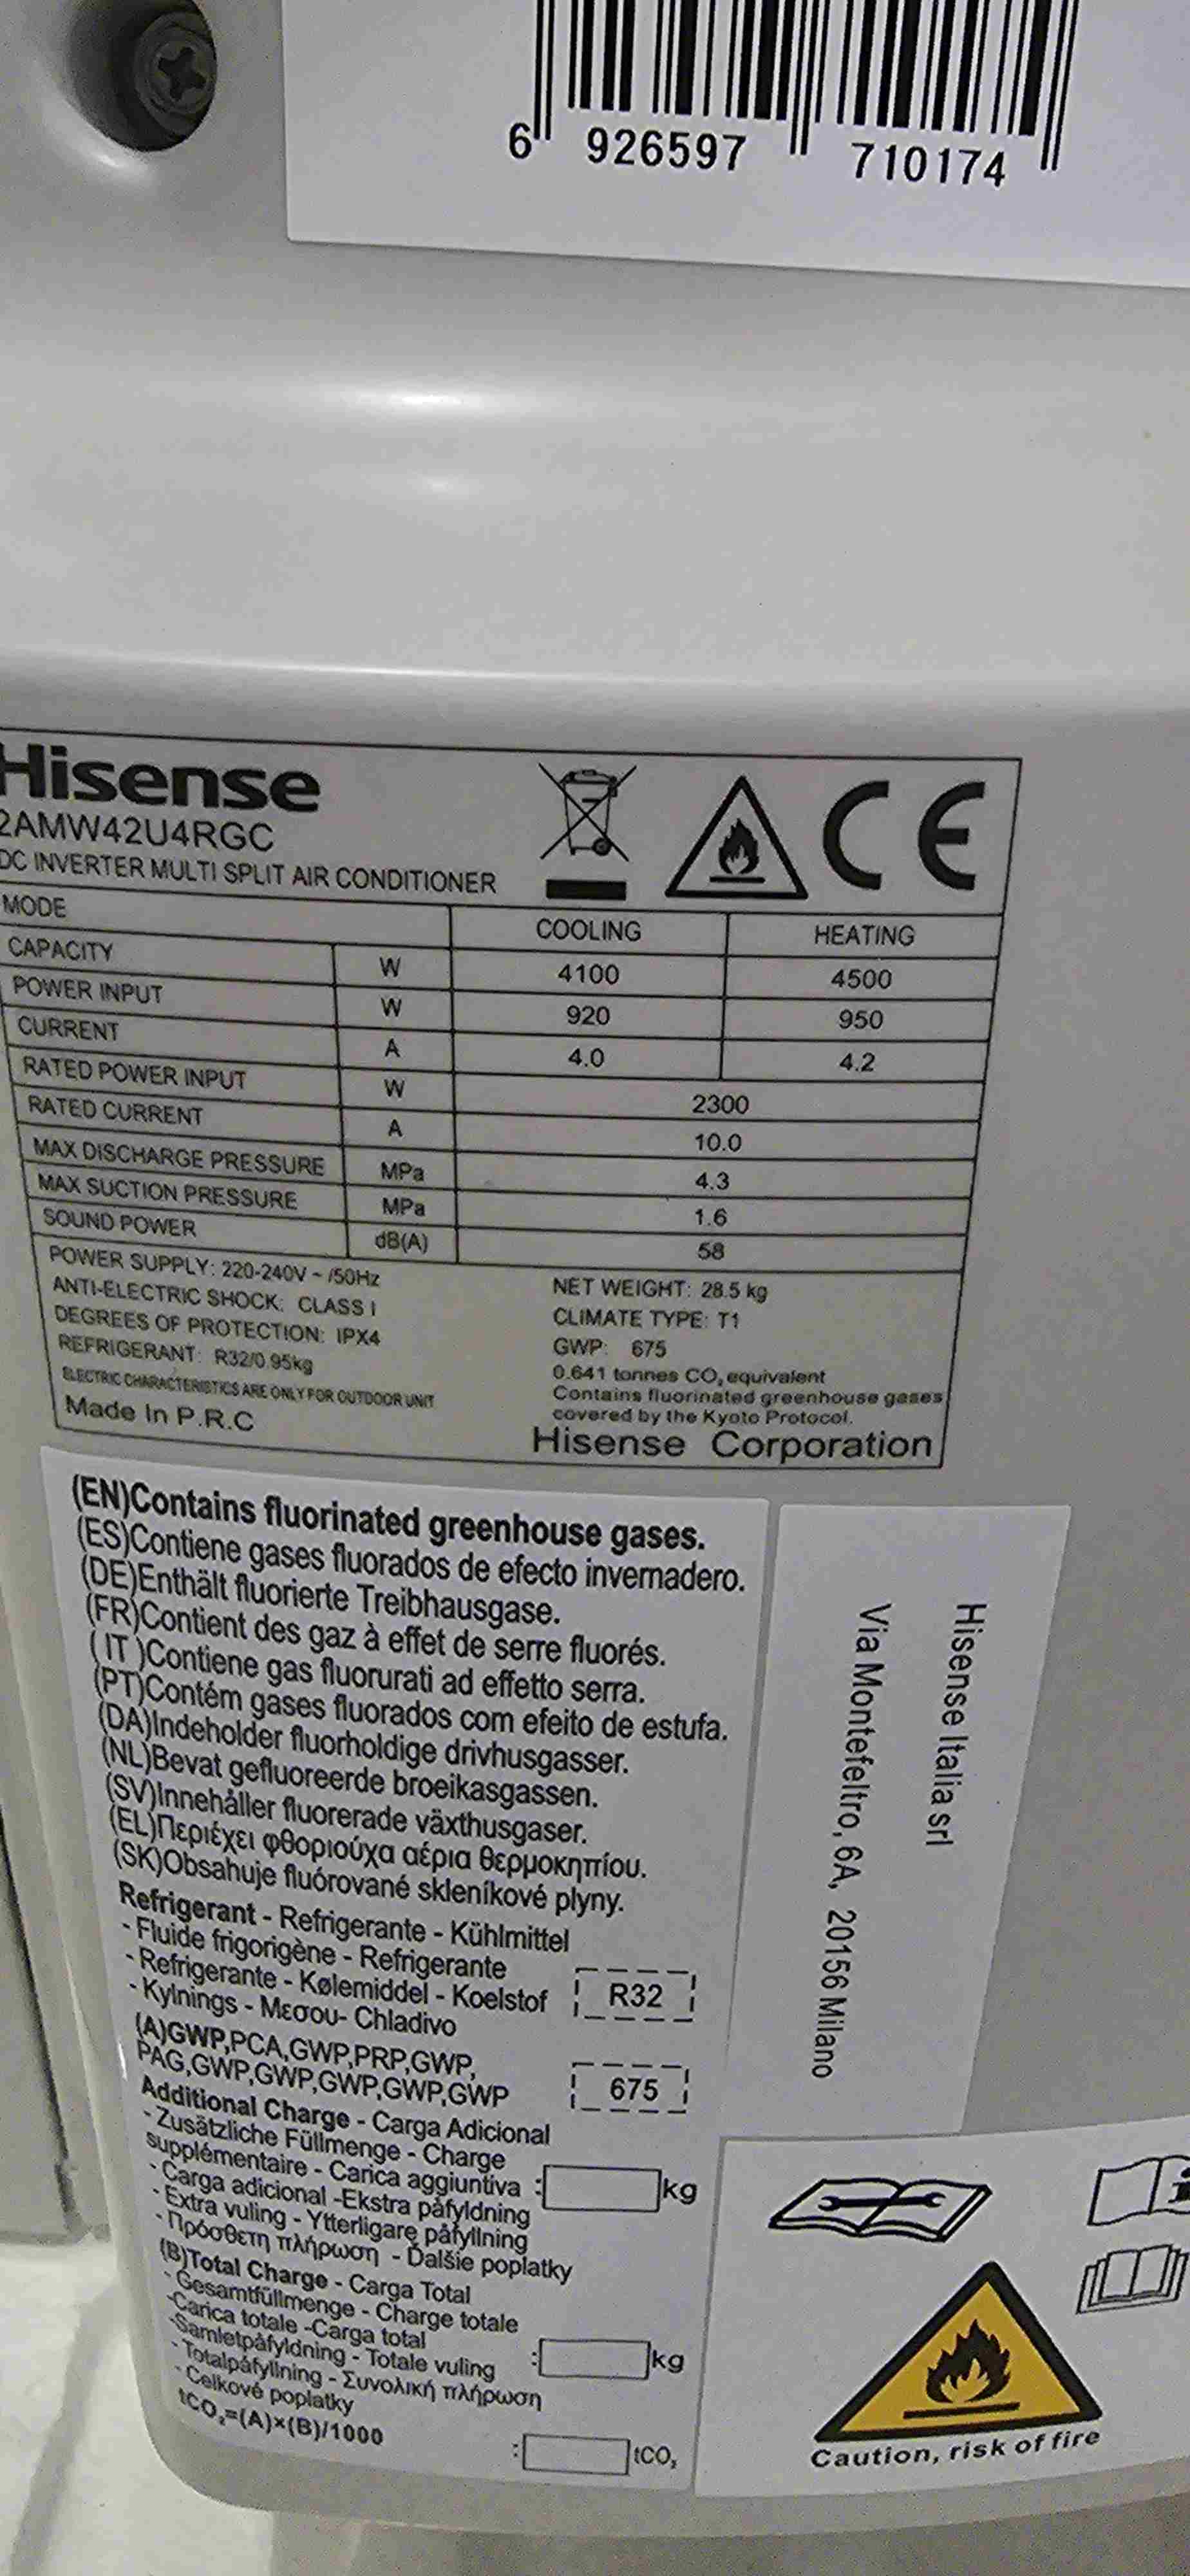 6 926597 710174
Hisense
2AMW42U4RGC
DC INVERTER MULTI SPLIT AIR CONDITIONER
CE
MODE COOLING HEATING
CAPACITY W 4100 4500
POWER INPUT W 920 950
CURRENT A 4.0 4.2
RATED POWER INPUT W 2300
RATED CURRENT A 10.0
MAX DISCHARGE PRESSURE MPa 4.3
MAX SUCTION PRESSURE MPa 1.6
SOUND POWER dB(A) 58
POWER SUPPLY: 220-240V ~ /50Hz
ANTI-ELECTRIC SHOCK: CLASS I
DEGREES OF PROTECTION: IPX4
REFRIGERANT: R32/0.95kg
ELECTRIC CHARACTERISTICS ARE ONLY FOR OUTDOOR UNIT
Made In P.R.C
NET WEIGHT: 28.5 kg
CLIMATE TYPE: T1
GWP: 675
0.641 tonnes CO₂ equivalent
Contains fluorinated greenhouse gases
covered by the Kyoto Protocol.
Hisense Corporation
(EN)Contains fluorinated greenhouse gases.
(ES)Contiene gases fluorados de efecto invernadero.
(DE)Enthält fluorierte Treibhausgase.
(FR)Contient des gaz à effet de serre fluorés.
( IT )Contiene gas fluorurati ad effetto serra.
(PT)Contém gases fluorados com efeito de estufa.
(DA)Indeholder fluorholdige drivhusgasser.
(NL)Bevat gefluoreerde broeikasgassen.
(SV)Innehåller fluorerade växthusgaser.
(EL)Περιέχει φθοριούχα αέρια θερμοκηπίου.
(SK)Obsahuje fluórované skleníkové plyny.
Refrigerant - Refrigerante - Kühlmittel
- Fluide frigorigène - Refrigerante
- Refrigerante - Kølemiddel - Koelstof
- Kylnings - Μεσου- Chladivo
R32
(A)GWP,PCA,GWP,PRP,GWP,
PAG,GWP,GWP,GWP,GWP,GWP
675
Additional Charge - Carga Adicional
- Zusätzliche Füllmenge - Charge
supplémentaire - Carica aggiuntiva : kg
- Carga adicional -Ekstra påfyldning
- Extra vuling - Ytterligare påfyllning
- Πρόσθετη πλήρωση - Ďalšie poplatky
(B)Total Charge - Carga Total
- Gesamtfüllmenge - Charge totale
-Carica totale -Carga total
-Samletpåfyldning - Totale vuling : kg
- Totalpåfyllning - Συνολική πλήρωση
- Celkové poplatky
tCO₂=(A)×(B)/1000
: tCO₂
Hisense Italia srl
Via Montefeltro, 6A, 20156 Milano
Caution, risk of fire